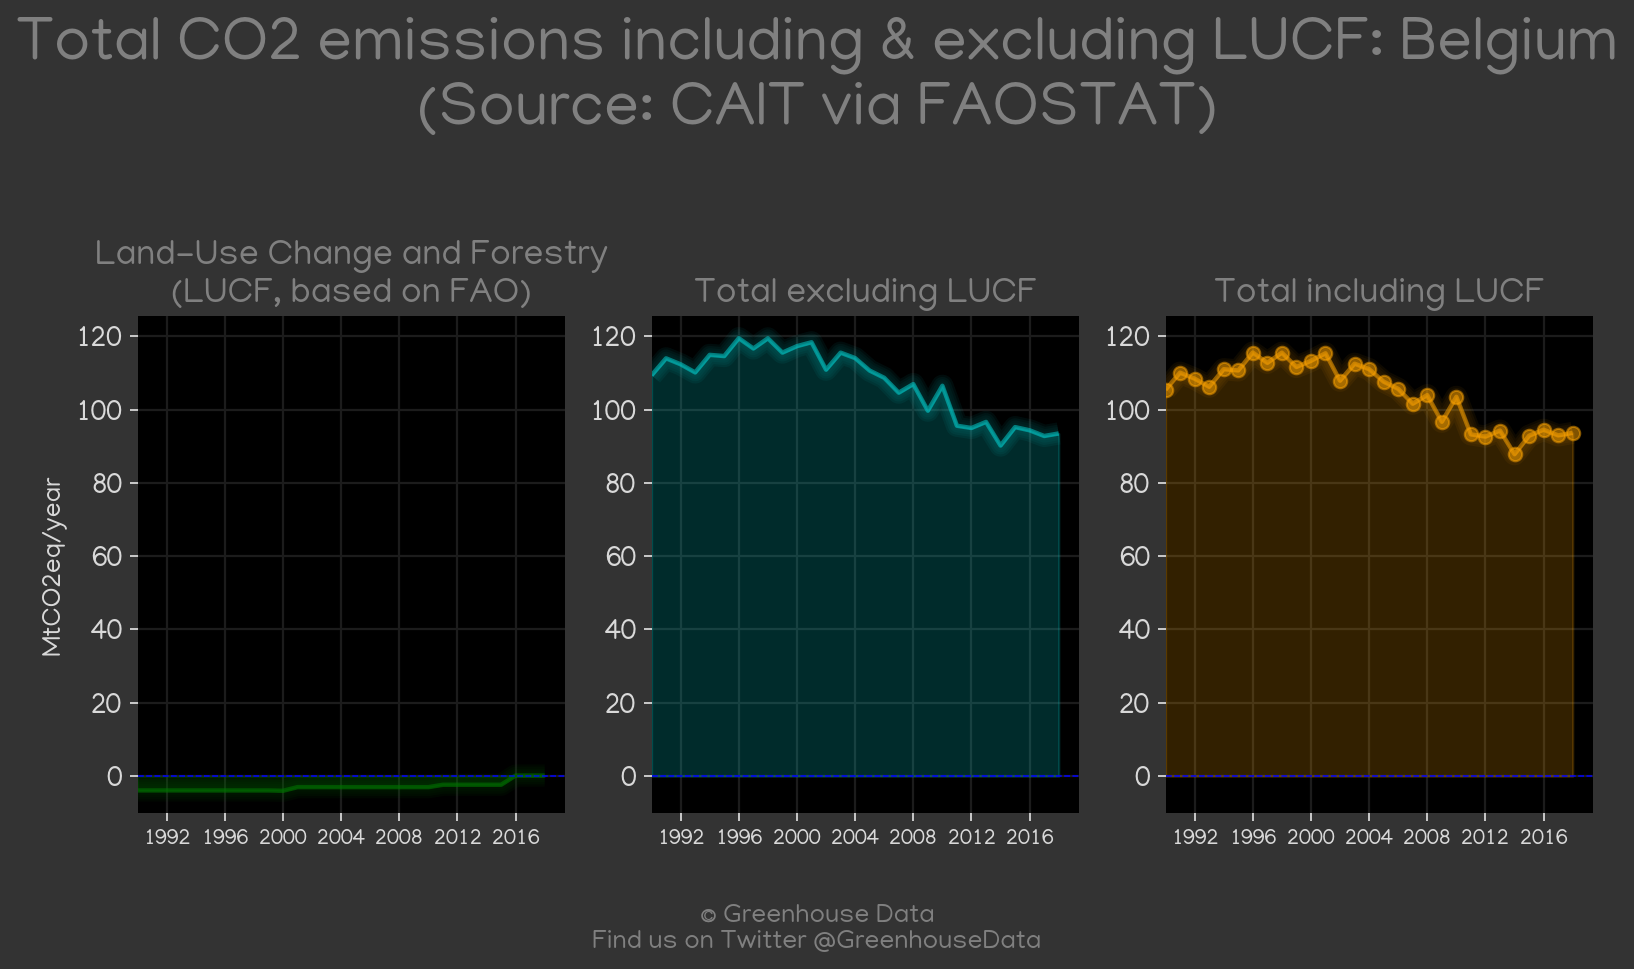 Total CO2 emissions including & excluding LUCF: Belgium
(Source: CAIT via FAOSTAT)
Land-Use Change and Forestry
(LUCF, based on FAO)
Total excluding LUCF
Total including LUCF
MtCO2eq/year
120
100
80
60
40
20
0
1992 1996 2000 2004 2008 2012 2016
120
100
80
60
40
20
0
1992 1996 2000 2004 2008 2012 2016
120
100
80
60
40
20
0
1992 1996 2000 2004 2008 2012 2016
© Greenhouse Data
Find us on Twitter @GreenhouseData